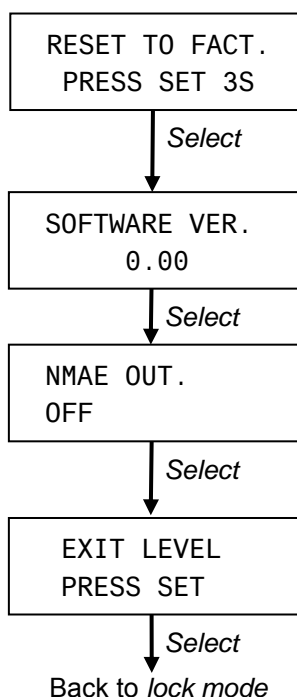 RESET TO FACT.
PRESS SET 3S
Select
SOFTWARE VER.
0.00
Select
NMAE OUT.
OFF
Select
EXIT LEVEL
PRESS SET
Select
Back to lock mode